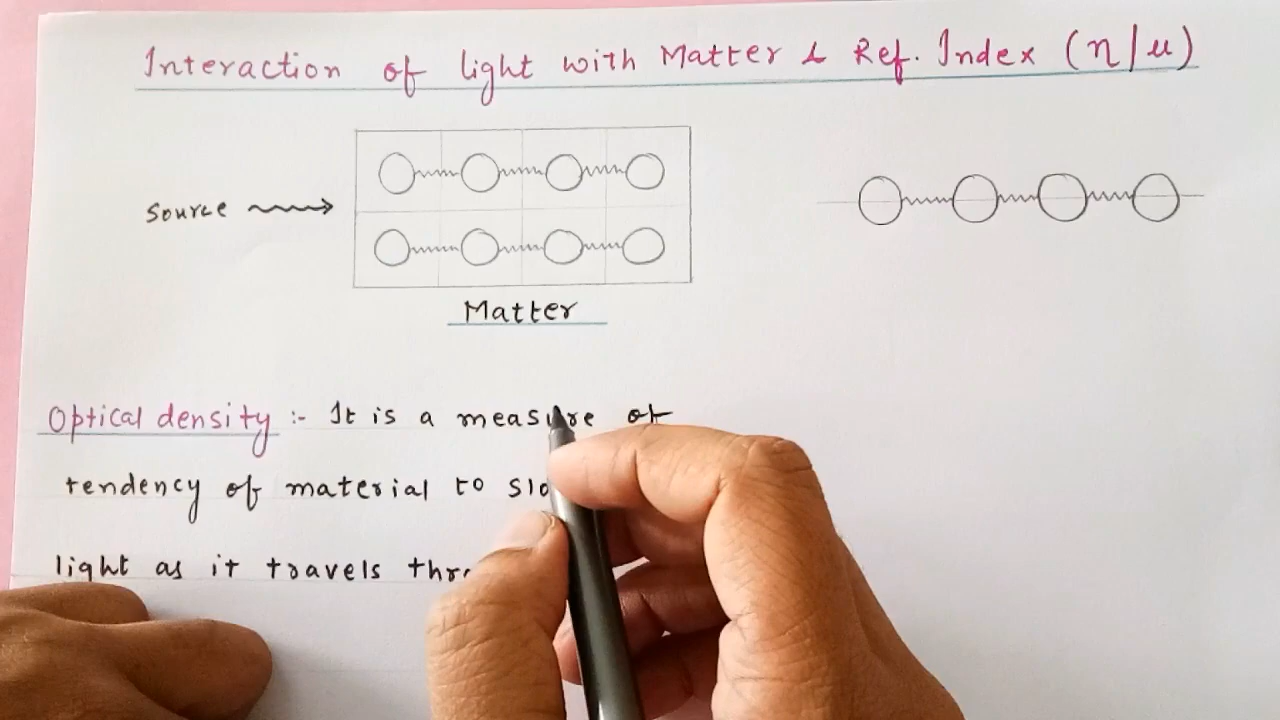 Interaction of light with Matter & Ref. Index (η/μ)
Source
Matter
Optical density :- It is a measure of
tendency of material to
light as it travels